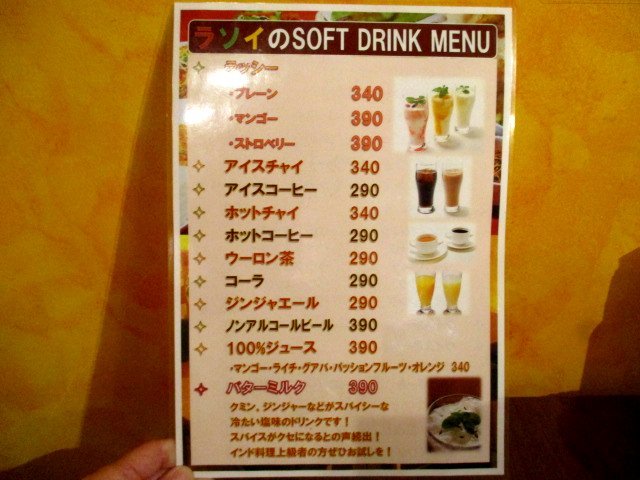 ラソイのSOFT DRINK MENU
ラッシー
・プレーン 340
・マンゴー 390
・ストロベリー 390
アイスチャイ 340
アイスコーヒー 290
ホットチャイ 340
ホットコーヒー 290
ウーロン茶 290
コーラ 290
ジンジャエール 290
ノンアルコールビール 390
100%ジュース 390
・マンゴー・ライチ・グアバ・パッションフルーツ・オレンジ 340
バターミルク 390
クミン、ジンジャーなどがスパイシーな
冷たい塩味のドリンクです！
スパイスがクセになるとの声続出！
インド料理上級者の方ぜひお試しを！